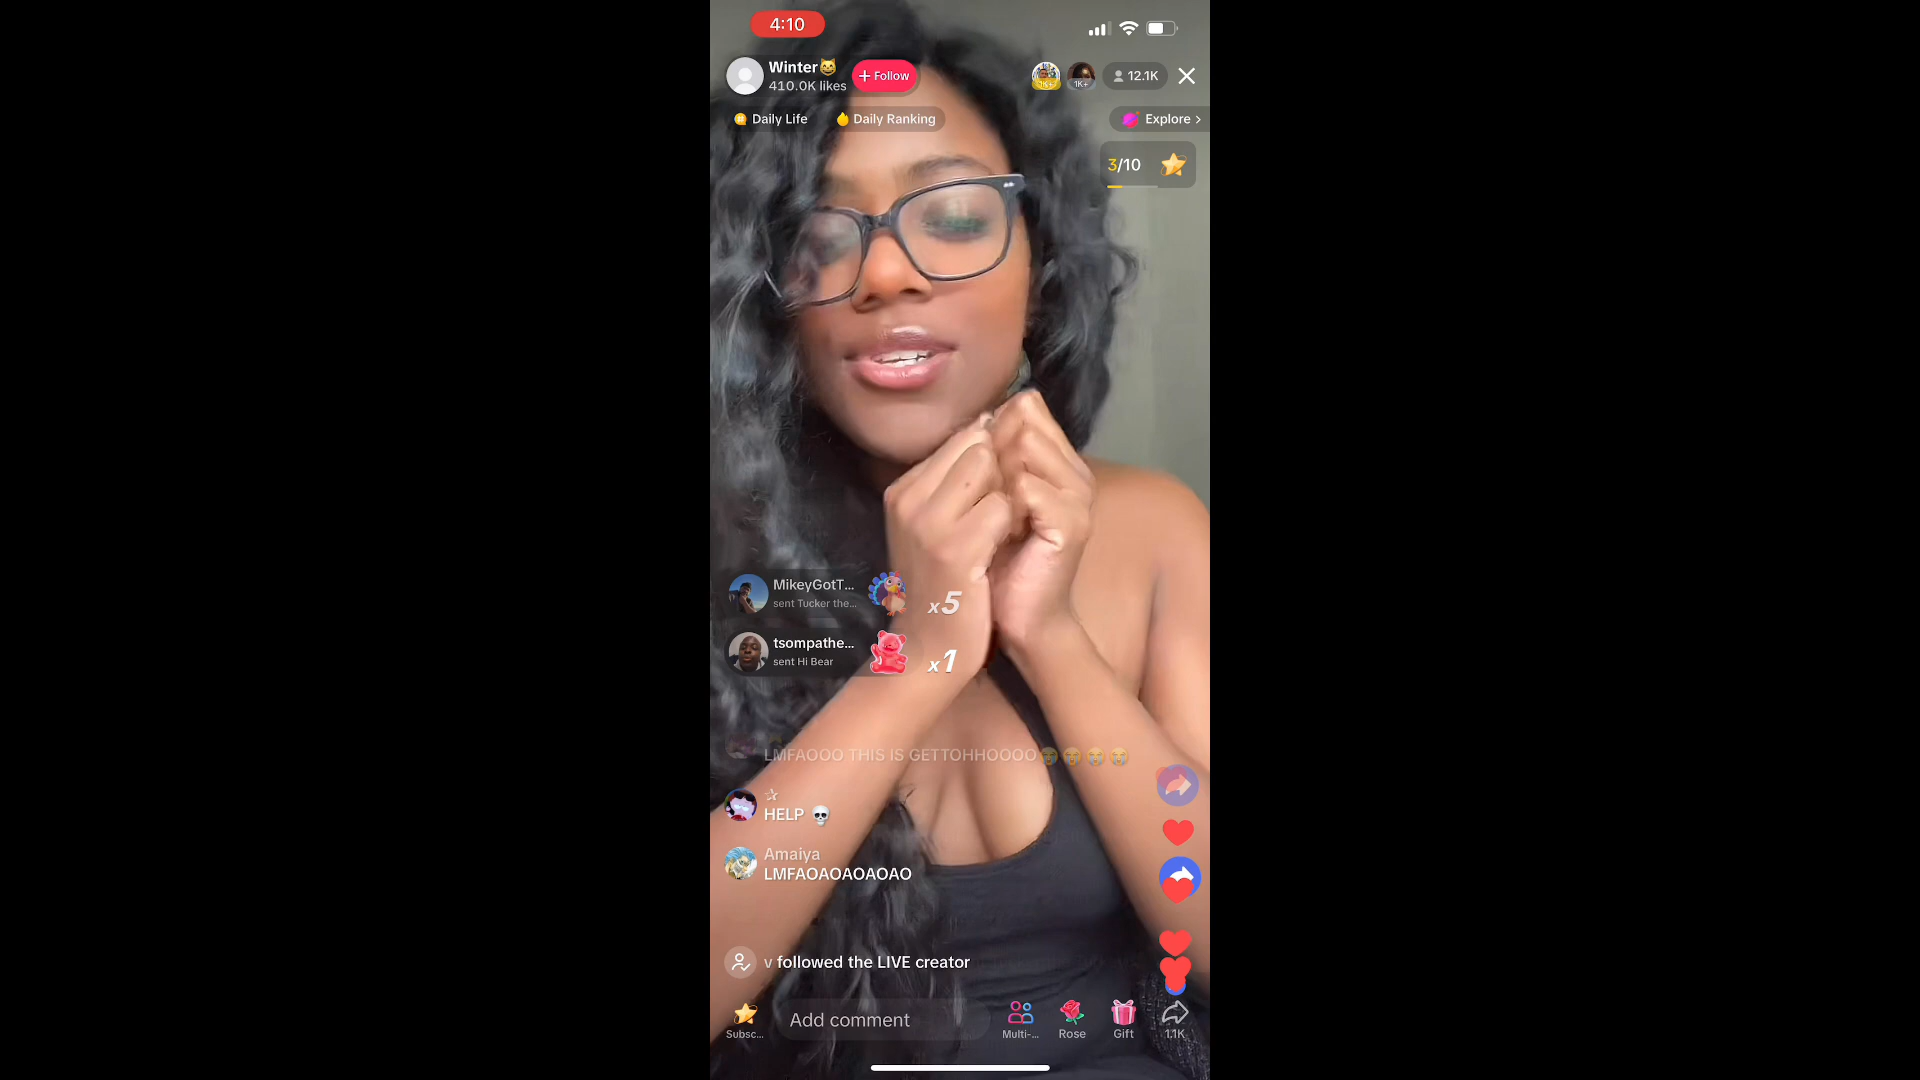 4:10
Winter😺
410.0K likes
+ Follow
1K+
1K+
12.1K
Daily Life
Daily Ranking
Explore >
3/10
MikeyGotT...
sent Tucker the...
x5
tsompathe...
sent Hi Bear
x1
LMFAOOO THIS IS GETTOHHOOOO😭😭😭😭
☆
HELP 💀
Amaiya
LMFAOAOAOAOAO
v followed the LIVE creator
Subsc...
Add comment
Multi-...
Rose
Gift
1.1K